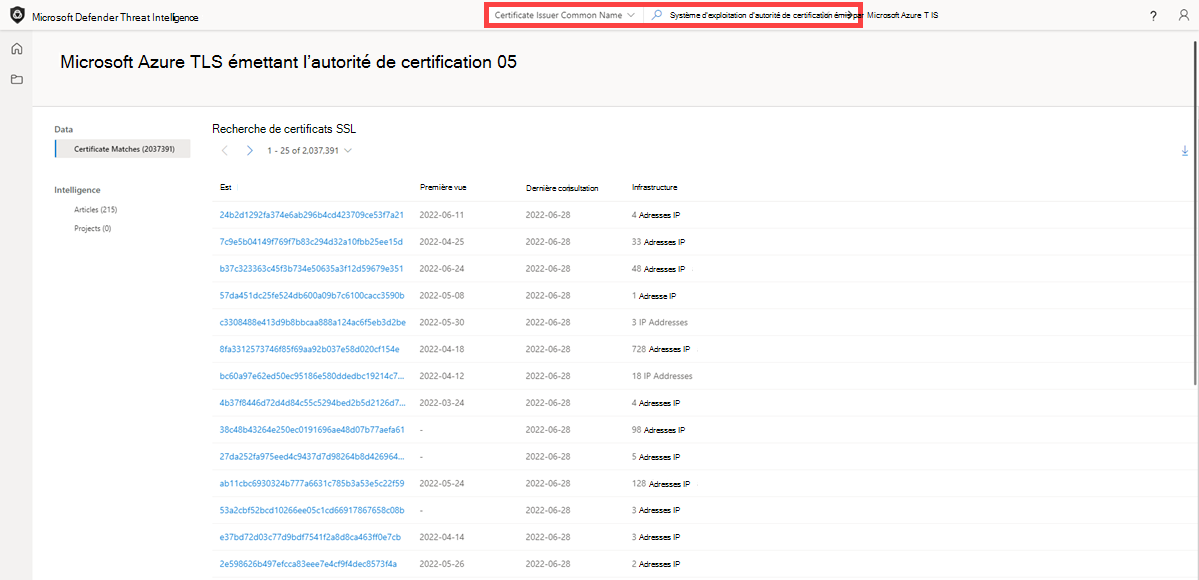 Microsoft Defender Threat Intelligence
Certificate Issuer Common Name
Système d'exploitation d'autorité de certification émis par Microsoft Azure T IS
?
Microsoft Azure TLS émettant l'autorité de certification 05
Data
Certificate Matches (2037391)
Intelligence
Articles (215)
Projects (0)
Recherche de certificats SSL
1 - 25 of 2,037,391
Est Première vue Dernière consultation Infrastructure
24b2d1292fa374e6ab296b4cd423709ce53f7a21 2022-06-11 2022-06-28 4 Adresses IP
7c9e5b04149f769f7b83c294d32a10fbb25ee15d 2022-04-25 2022-06-28 33 Adresses IP
b37c323363c45f3b734e50635a3f12d59679e351 2022-06-24 2022-06-28 48 Adresses IP
57da451dc25fe524db600a09b7c6100cacc3590b 2022-05-08 2022-06-28 1 Adresse IP
c3308488e413d9b8bbcaa888a124ac6f5eb3d2be 2022-05-30 2022-06-28 3 IP Addresses
8fa3312573746f85f69aa92b037e58d020cf154e 2022-04-18 2022-06-28 728 Adresses IP
bc60a97e62ed50ec95186e580ddedbc19214c7... 2022-04-12 2022-06-28 18 IP Addresses
4b37f8446d72d4d84c55c5294bed2b5d2126d7... 2022-03-24 2022-06-28 4 Adresses IP
38c48b43264e250ec0191696ae48d07b77aefa61 - 2022-06-28 98 Adresses IP
27da252fa975eed4c9437d7d98264b8d426964... - 2022-06-28 5 Adresses IP
ab11cbc6930324b777a6631c785b3a53e5c22f59 2022-05-24 2022-06-28 128 Adresses IP
53a2cbf52bcd10266ee05c1cd66917867658c08b - 2022-06-28 3 Adresses IP
e37bd72d03c77d9bdf7541f2a8d8ca463ff0e7cb 2022-04-14 2022-06-28 3 Adresses IP
2e598626b497efcca83eee7e4cf9f4dec8573f4a 2022-05-26 2022-06-28 2 Adresses IP